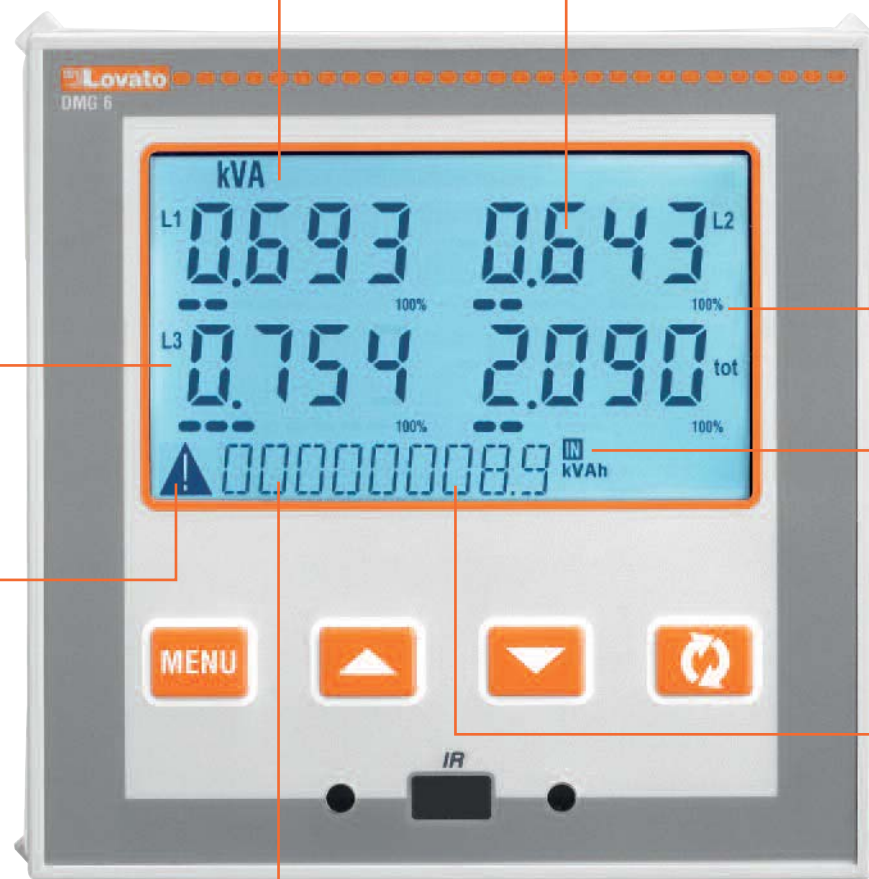 Lovato
DMG 6
kVA
L1 0.693 0.643 L2
100% 100%
L3 0.754 2.090 tot
100% 100%
00000008.9 IN kVAh
MENU
IR